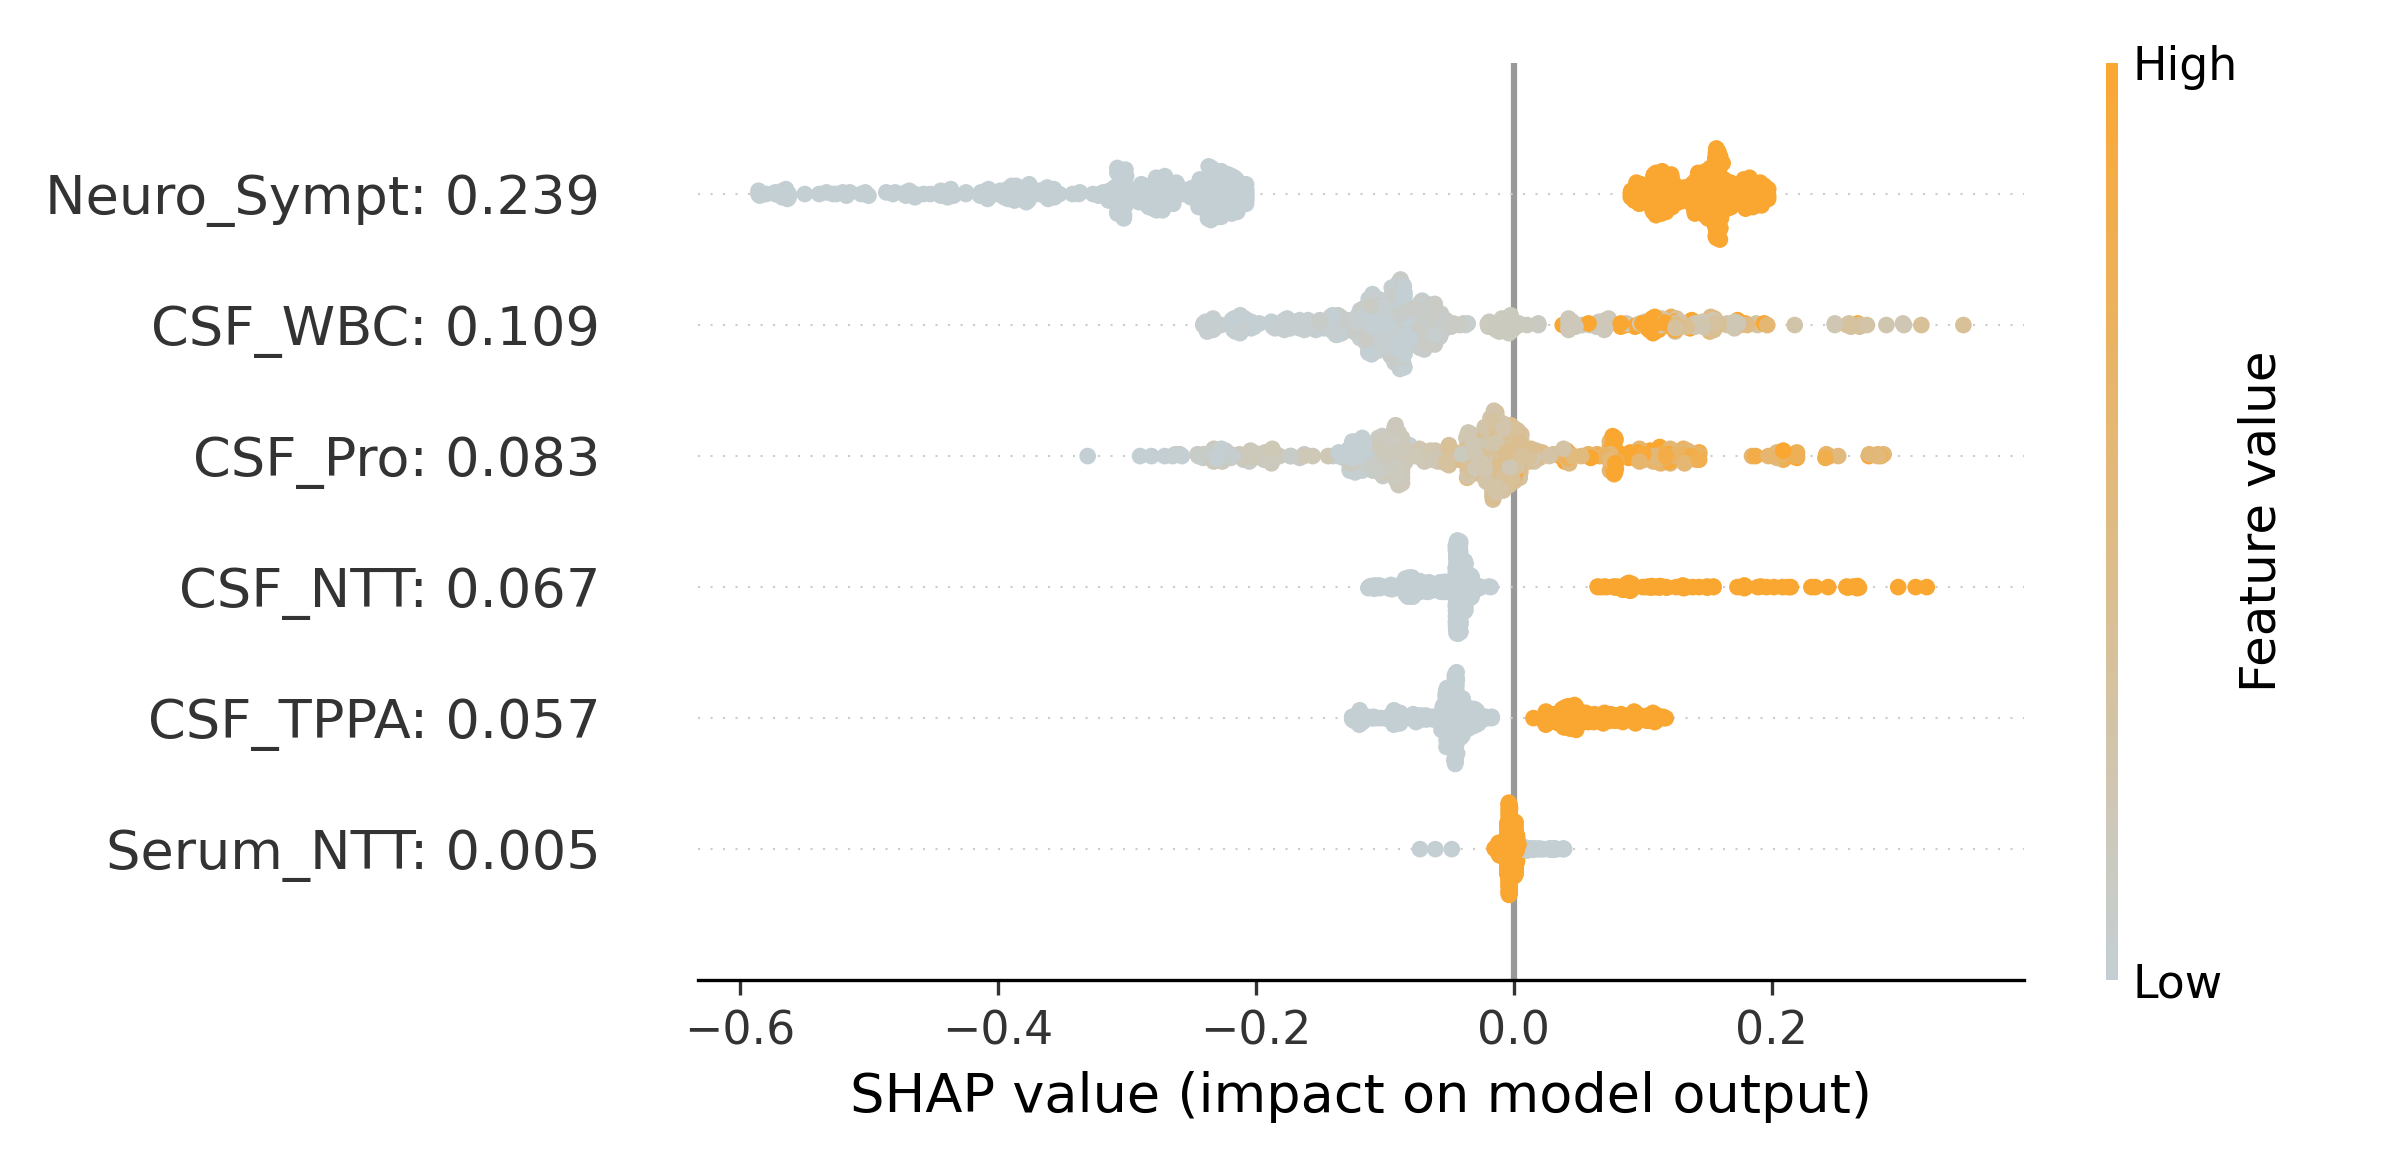 High
Neuro_Sympt: 0.239
CSF_WBC: 0.109
CSF_Pro: 0.083
CSF_NTT: 0.067
CSF_TPPA: 0.057
Serum_NTT: 0.005
Feature value
Low
−0.6 −0.4 −0.2 0.0 0.2
SHAP value (impact on model output)